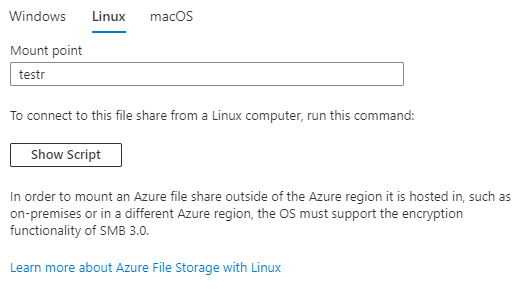 Windows Linux macOS
Mount point
testr
To connect to this file share from a Linux computer, run this command:
Show Script
In order to mount an Azure file share outside of the Azure region it is hosted in, such as
on-premises or in a different Azure region, the OS must support the encryption
functionality of SMB 3.0.
Learn more about Azure File Storage with Linux